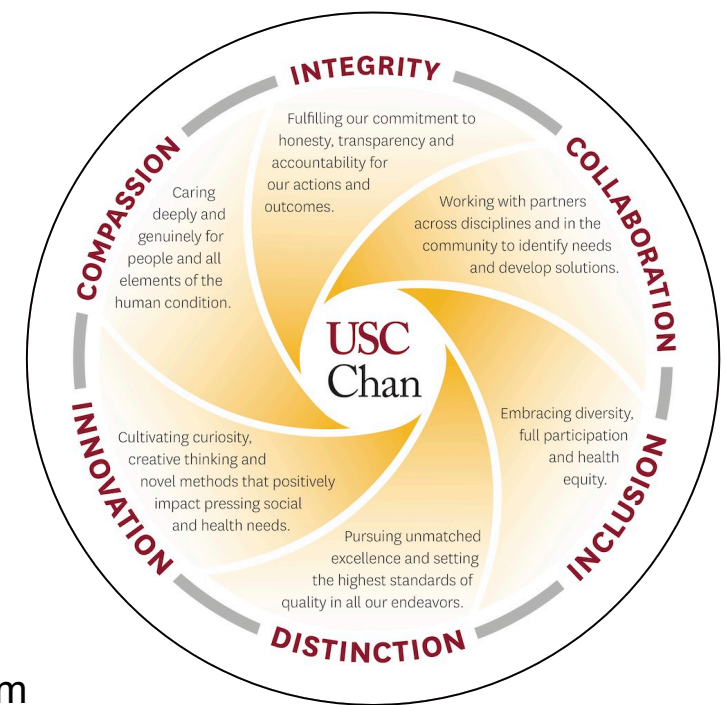 INTEGRITY
Fulfilling our commitment to
honesty, transparency and
accountability for
our actions and
outcomes.
COLLABORATION
Working with partners
across disciplines and in the
community to identify needs
and develop solutions.
INCLUSION
Embracing diversity,
full participation
and health
equity.
DISTINCTION
Pursuing unmatched
excellence and setting
the highest standards of
quality in all our endeavors.
INNOVATION
Cultivating curiosity,
creative thinking and
novel methods that positively
impact pressing social
and health needs.
COMPASSION
Caring
deeply and
genuinely for
people and all
elements of the
human condition.
USC
Chan
m